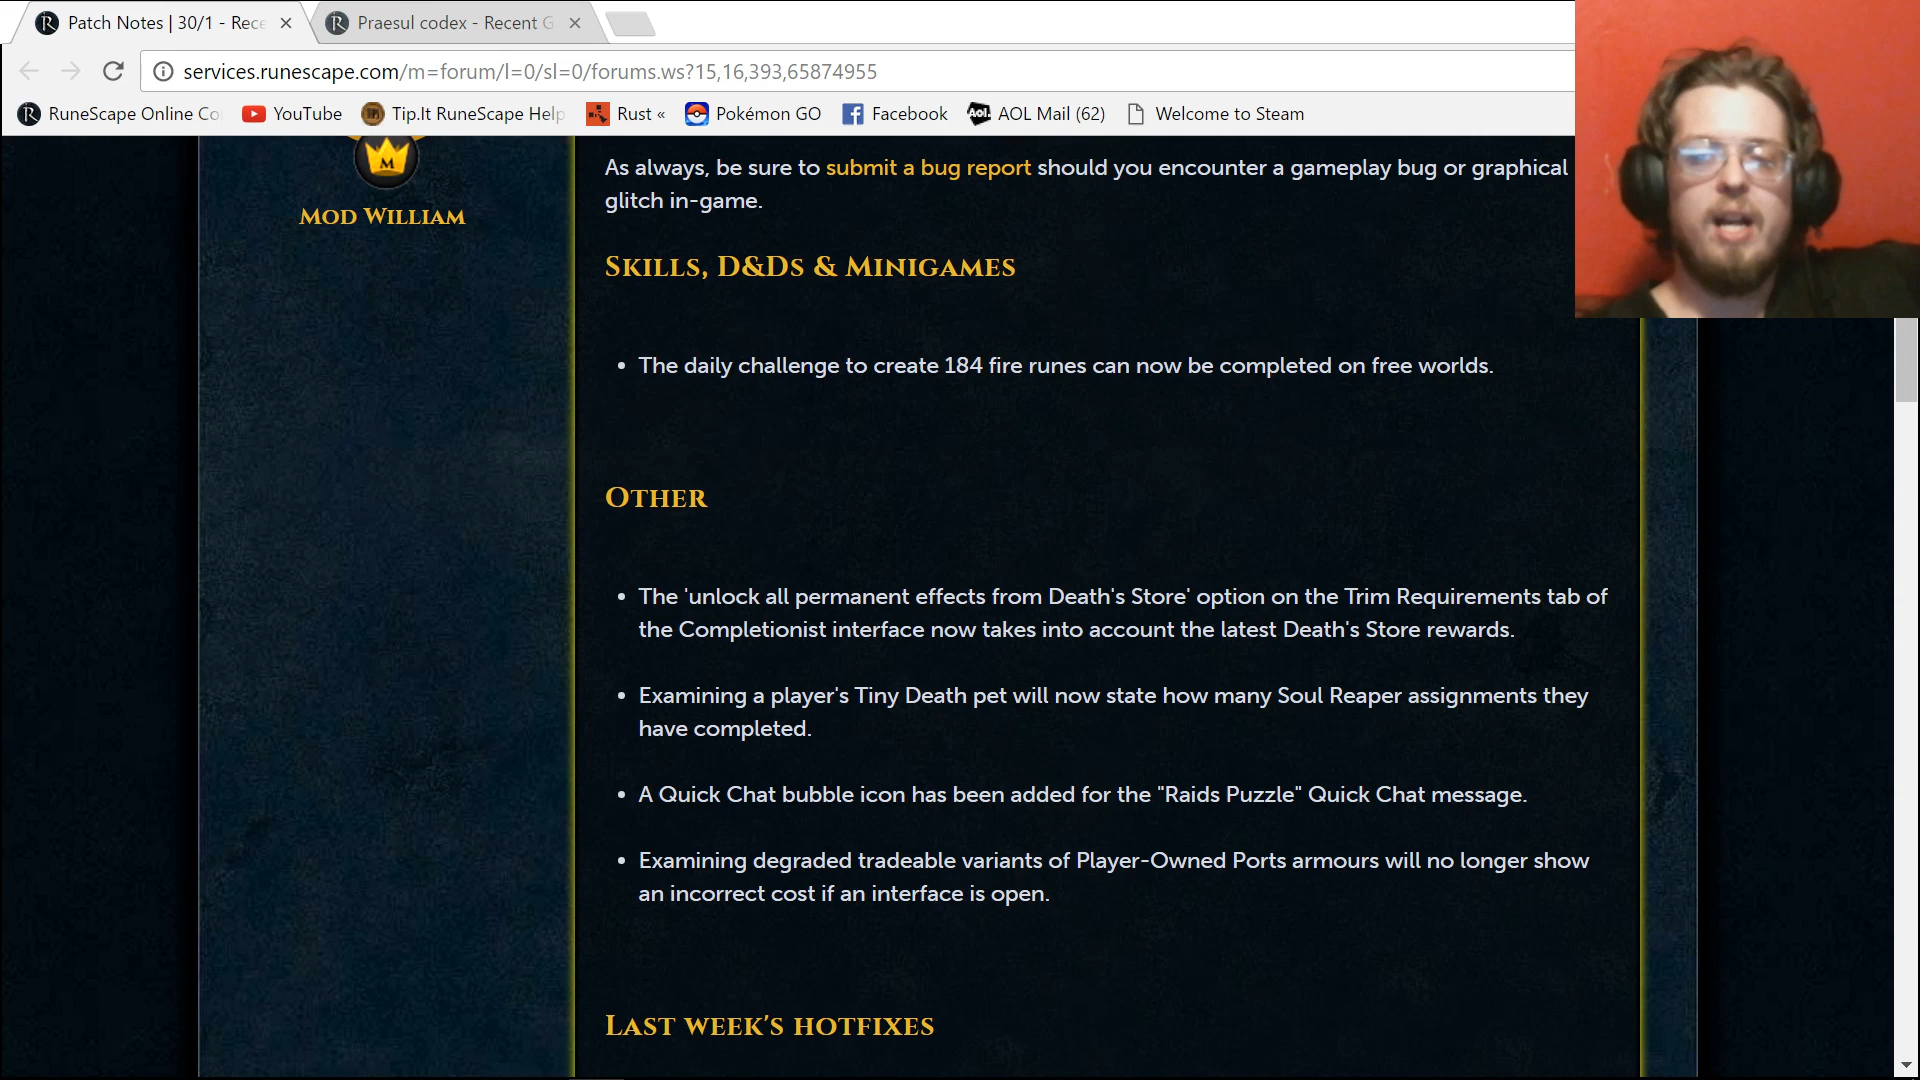 Patch Notes | 30/1 - Rece
Praesul codex - Recent G
services.runescape.com/m=forum/l=0/sl=0/forums.ws?15,16,393,65874955
RuneScape Online Co
YouTube
Tip.It RuneScape Help
Rust «
Pokémon GO
Facebook
Aol.
AOL Mail (62)
Welcome to Steam
M
MOD WILLIAM
As always, be sure to submit a bug report should you encounter a gameplay bug or graphical
glitch in-game.
SKILLS, D&DS & MINIGAMES
• The daily challenge to create 184 fire runes can now be completed on free worlds.
OTHER
• The 'unlock all permanent effects from Death's Store' option on the Trim Requirements tab of
the Completionist interface now takes into account the latest Death's Store rewards.
• Examining a player's Tiny Death pet will now state how many Soul Reaper assignments they
have completed.
• A Quick Chat bubble icon has been added for the "Raids Puzzle" Quick Chat message.
• Examining degraded tradeable variants of Player-Owned Ports armours will no longer show
an incorrect cost if an interface is open.
LAST WEEK'S HOTFIXES